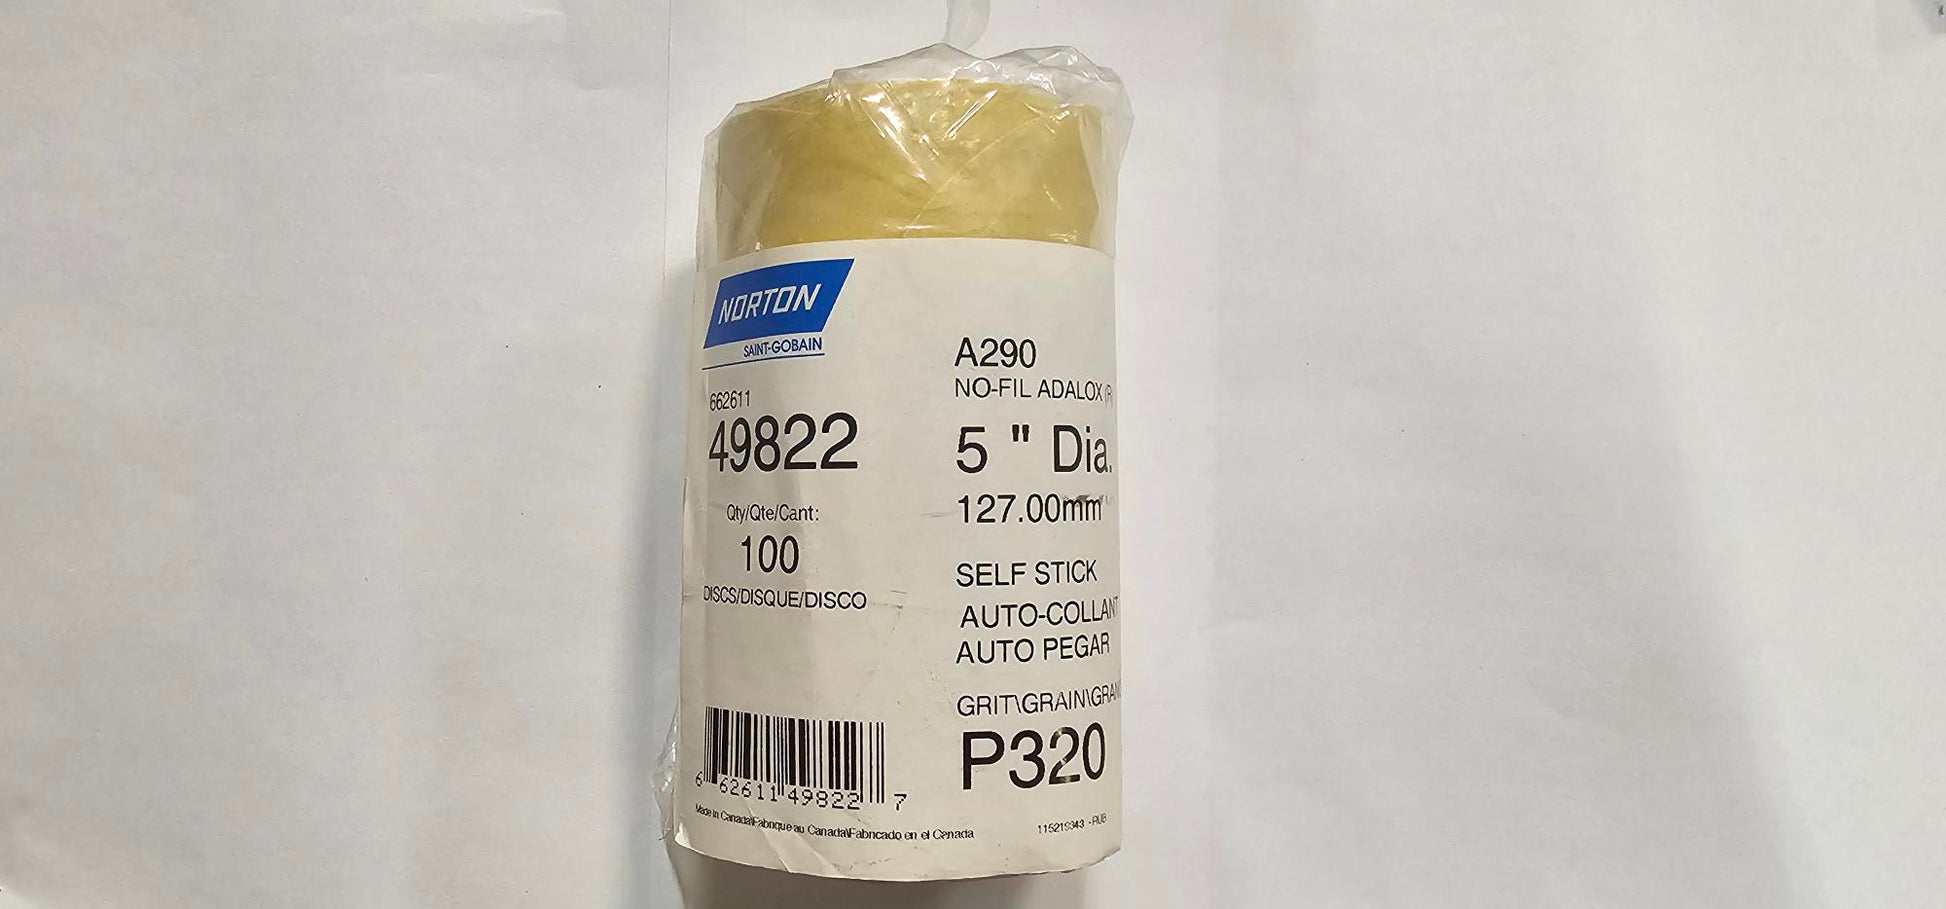 NORTON
SAINT-GOBAIN
662611
49822
Qty/Qte/Cant:
100
DISCS/DISQUE/DISCO
A290
NO-FIL ADALOX (R)
5 " Dia.
127.00mm
SELF STICK
AUTO-COLLANT
AUTO PEGAR
GRIT\GRAIN\GRAN
P320
6 62611 49822 7
Made in Canada\Fabrique au Canada\Fabricado en el Canada